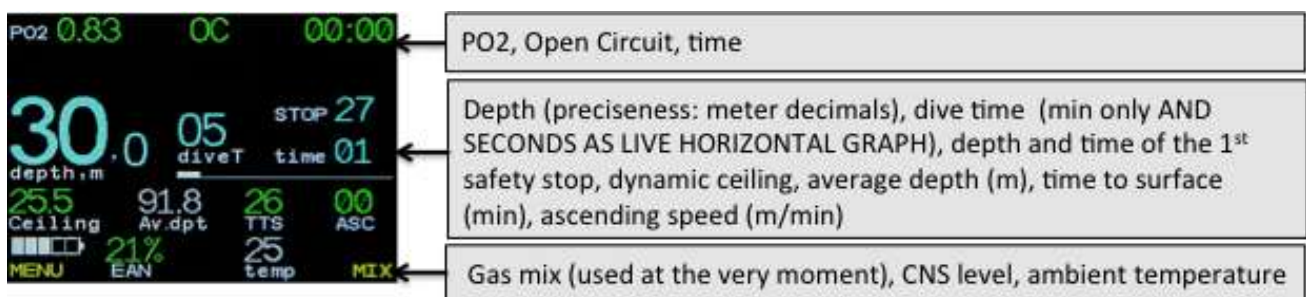 PO2 0.83 OC 00:00
PO2, Open Circuit, time
30.0 05 STOP 27
depth,m diveT time 01
Depth (preciseness: meter decimals), dive time (min only AND
SECONDS AS LIVE HORIZONTAL GRAPH), depth and time of the 1st
safety stop, dynamic ceiling, average depth (m), time to surface
(min), ascending speed (m/min)
25.5 91.8 26 00
Ceiling Av.dpt TTS ASC
21% 25
MENU EAN temp MIX
Gas mix (used at the very moment), CNS level, ambient temperature